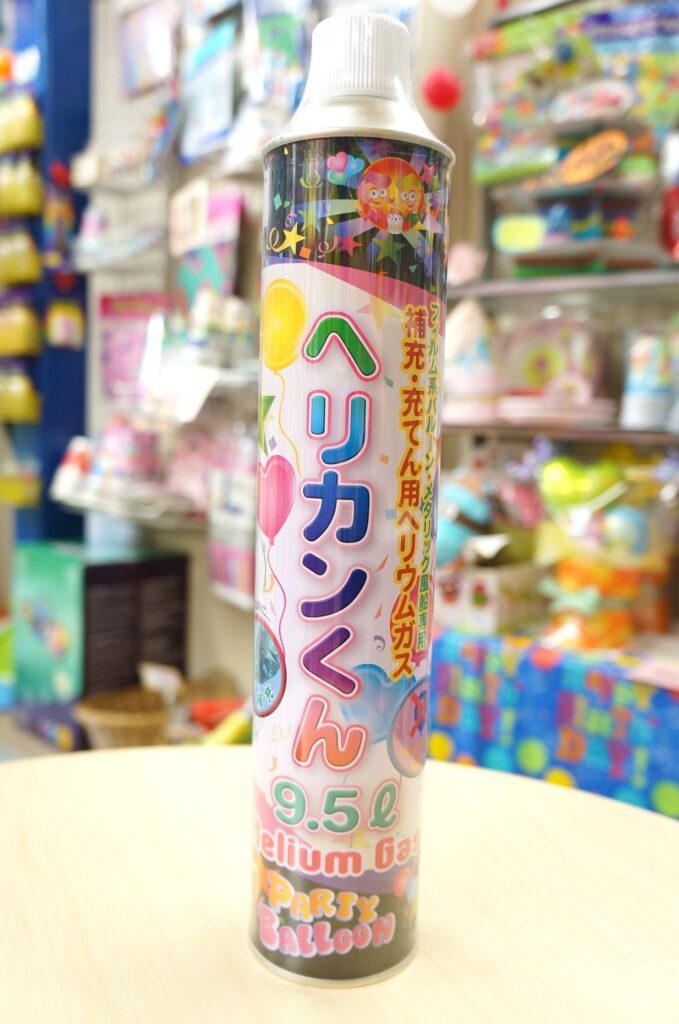 フィルム系バルーン・メタリック風船専用
補充・充てん用ヘリウムガス
ヘリカンくん
9.5ℓ
Helium Gas
PARTY
BALLOON